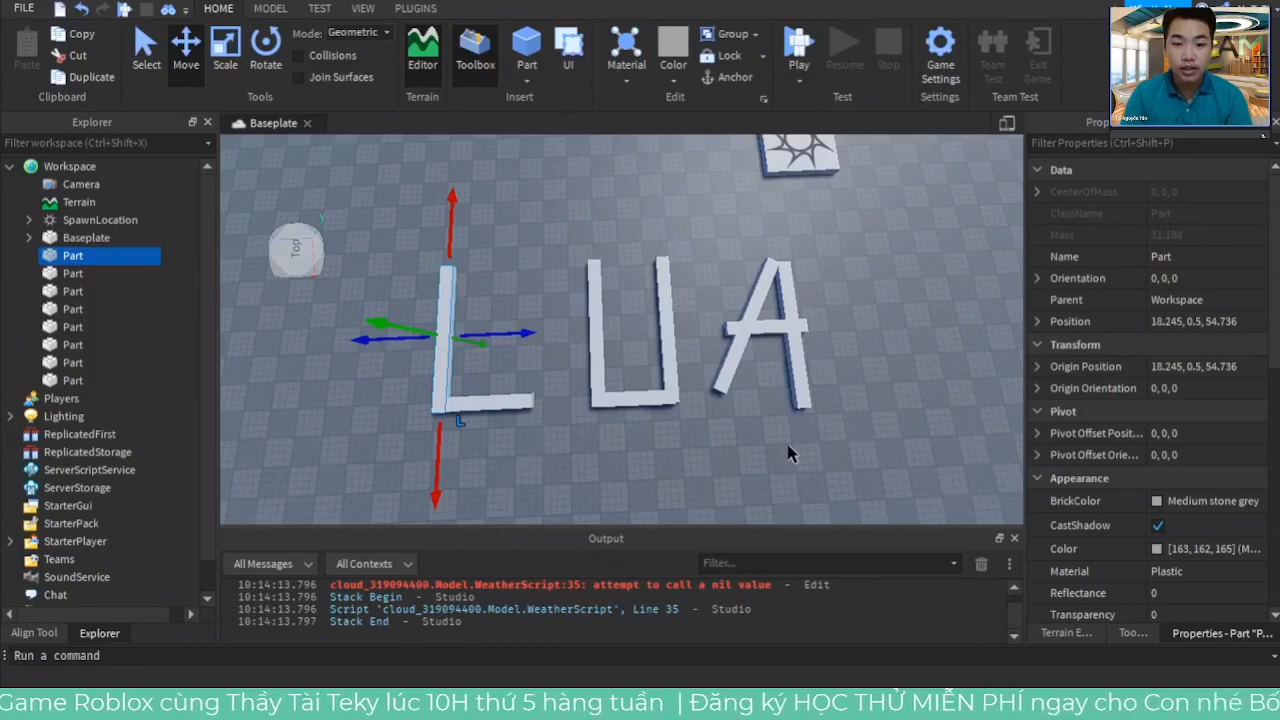 FILE HOME MODEL TEST VIEW PLUGINS
Paste Copy Cut Duplicate Clipboard
Select Move Scale Rotate Mode: Geometric Collisions Join Surfaces Tools
Editor Terrain
Toolbox Part UI Insert
Material Color Group Lock Anchor Edit
Play Resume Stop Test
Game Settings Settings
Team Test Exit Game Team Test
Explorer
Filter workspace (Ctrl+Shift+X)
Workspace
Camera
Terrain
SpawnLocation
Baseplate
Part
Part
Part
Part
Part
Part
Part
Part
Players
Lighting
ReplicatedFirst
ReplicatedStorage
ServerScriptService
ServerStorage
StarterGui
StarterPack
StarterPlayer
Teams
SoundService
Chat
Align Tool Explorer
Baseplate
Top
Y
L
LUA
Output
All Messages All Contexts Filter...
10:14:13.796 cloud_319094400.Model.WeatherScript:35: attempt to call a nil value - Edit
10:14:13.796 Stack Begin - Studio
10:14:13.796 Script 'cloud_319094400.Model.WeatherScript', Line 35 - Studio
10:14:13.797 Stack End - Studio
Filter Properties (Ctrl+Shift+P)
Data
CenterOfMass 0, 0, 0
ClassName Part
Mass 31.186
Name Part
Orientation 0, 0, 0
Parent Workspace
Position 18.245, 0.5, 54.736
Transform
Origin Position 18.245, 0.5, 54.736
Origin Orientation 0, 0, 0
Pivot
Pivot Offset Posit... 0, 0, 0
Pivot Offset Orie... 0, 0, 0
Appearance
BrickColor Medium stone grey
CastShadow
Color [163, 162, 165] (M...
Material Plastic
Reflectance 0
Transparency 0
Terrain E... Too... Properties - Part "P...
Run a command
Game Roblox cùng Thầy Tài Teky lúc 10H thứ 5 hàng tuần | Đăng ký HỌC THỬ MIỄN PHÍ ngay cho Con nhé Bố